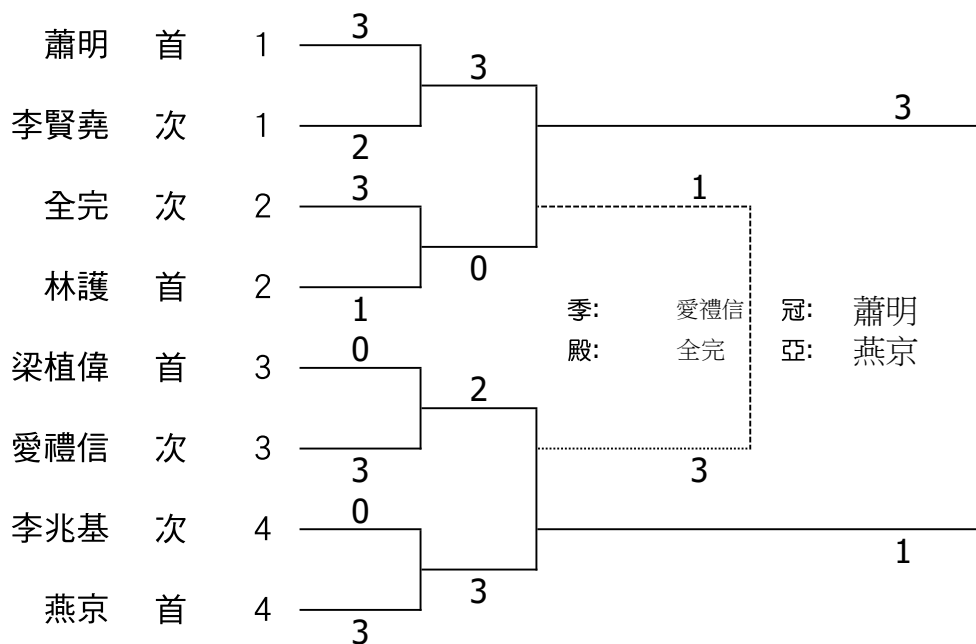 3
蕭明 首 1
3
李賢堯 次 1
3
2
3
1
全完 次 2
0
林護 首 2
1
季: 愛禮信 冠: 蕭明
殿: 全完 亞: 燕京
0
梁植偉 首 3
2
愛禮信 次 3
3
3
0
李兆基 次 4
1
3
燕京 首 4
3